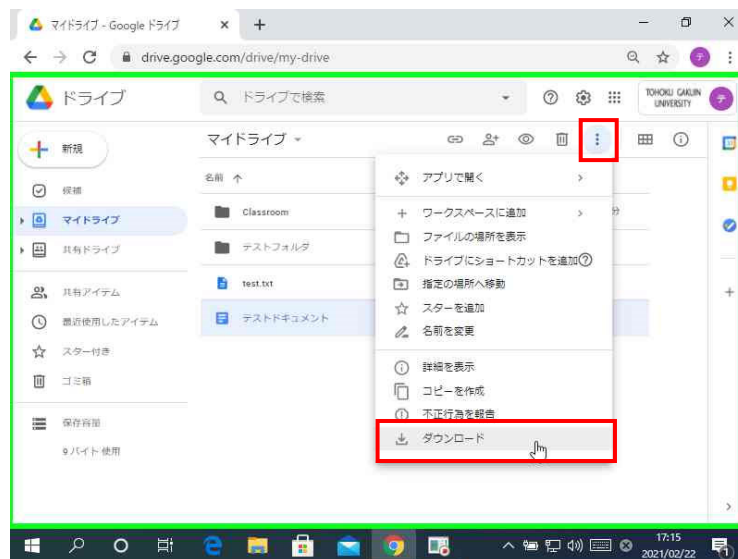 マイドライブ - Google ドライブ
drive.google.com/drive/my-drive
テ
ドライブ
ドライブで検索
TOHOKU GAKUIN
UNIVERSITY
テ
新規
マイドライブ
名前
候補
マイドライブ
共有ドライブ
共有アイテム
最近使用したアイテム
スター付き
ゴミ箱
保存容量
9 バイト 使用
Classroom
分
テストフォルダ
test.txt
テストドキュメント
アプリで開く
ワークスペースに追加
ファイルの場所を表示
ドライブにショートカットを追加
指定の場所へ移動
スターを追加
名前を変更
詳細を表示
コピーを作成
不正行為を報告
ダウンロード
17:15
2021/02/22